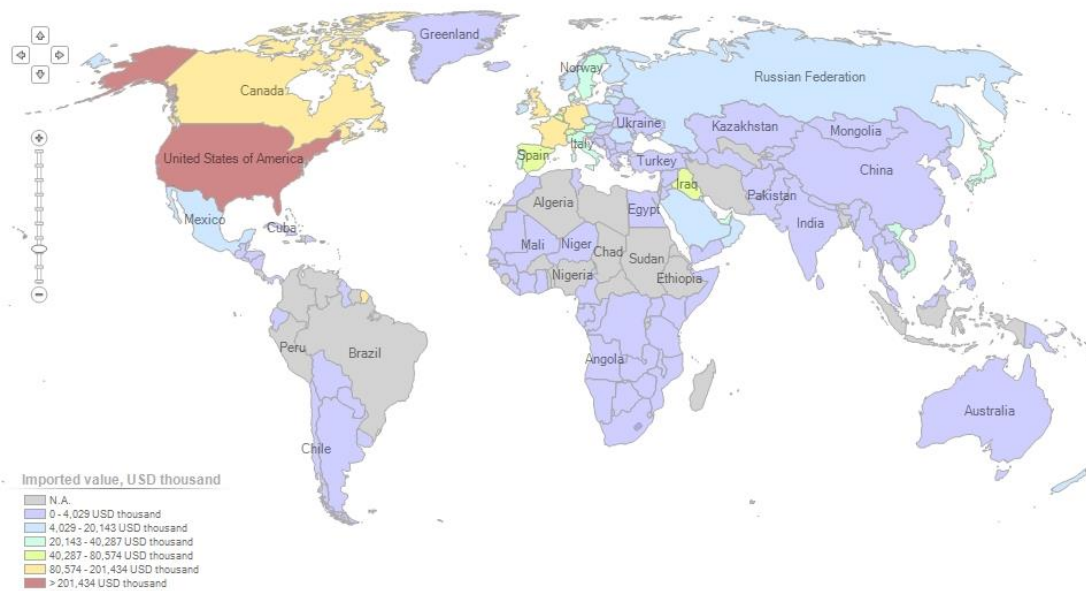 Greenland
Norway
Russian Federation
Canada
Ukraine
Kazakhstan
Mongolia
United States of America
Italy
Spain
Turkey
China
Iraq
Pakistan
Mexico
Algeria
Egypt
India
Cuba
Mali
Niger
Chad
Sudan
Nigeria
Ethiopia
Peru
Brazil
Angola
Australia
Chile
Imported value, USD thousand
N.A.
0 - 4,029 USD thousand
4,029 - 20,143 USD thousand
20,143 - 40,287 USD thousand
40,287 - 80,574 USD thousand
80,574 - 201,434 USD thousand
> 201,434 USD thousand